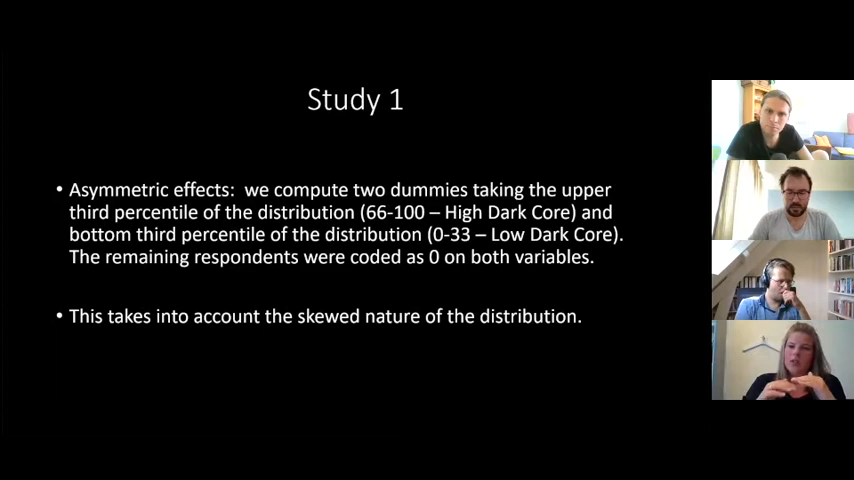 Study 1
• Asymmetric effects:  we compute two dummies taking the upper
third percentile of the distribution (66-100 – High Dark Core) and
bottom third percentile of the distribution (0-33 – Low Dark Core).
The remaining respondents were coded as 0 on both variables.
• This takes into account the skewed nature of the distribution.